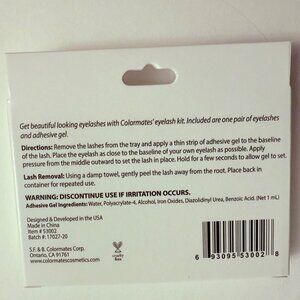 Get beautiful looking eyelashes with Colormates' eyelash kit. Included are one pair of eyelashes
and adhesive gel.
Directions: Remove the lashes from the tray and apply a thin strip of adhesive gel to the baseline
of the lash. Place the eyelash as close to the baseline of your own eyelash as possible. Apply
pressure from the middle outward to set the lash in place. Hold for a few seconds to allow gel to set.
Lash Removal: Using a damp towel, gently peel the lash away from the root. Place back in
container for repeated use.
WARNING: DISCONTINUE USE IF IRRITATION OCCURS.
Adhesive Gel Ingredients: Water, Polyacrylate-4, Alcohol, Iron Oxides, Diazolidinyl Urea, Benzoic Acid. (Net 1 mL)
Designed & Developed in the USA
Made in China
Item # 53002
Batch #: 17027-20
S.F. & B. Colormates Corp.
Ontario, CA 91761
www.colormatescosmetics.com
cruelty
free
6 93095 53002 8